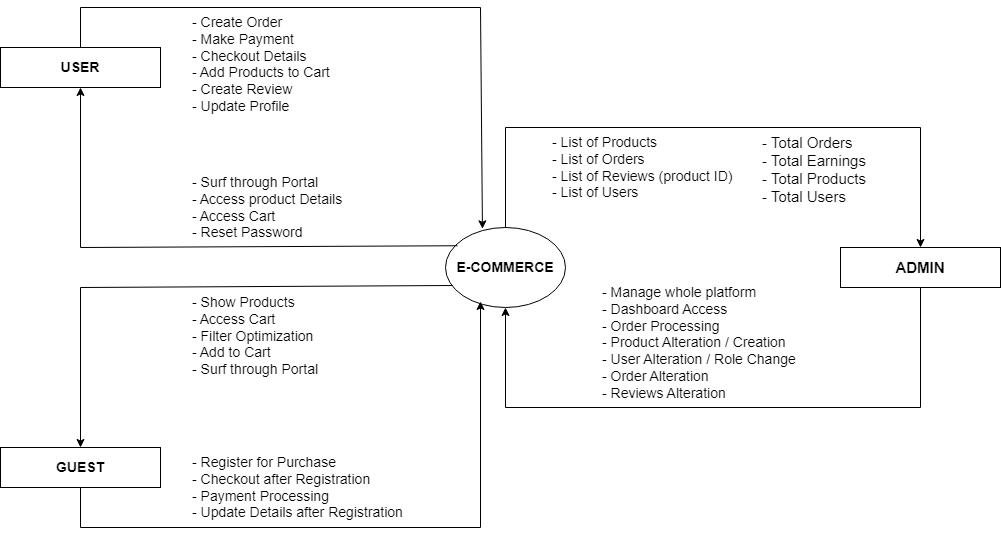 - Create Order
- Make Payment
- Checkout Details
- Add Products to Cart
- Create Review
- Update Profile
USER
- Surf through Portal
- Access product Details
- Access Cart
- Reset Password
- List of Products
- List of Orders
- List of Reviews (product ID)
- List of Users
- Total Orders
- Total Earnings
- Total Products
- Total Users
E-COMMERCE
ADMIN
- Show Products
- Access Cart
- Filter Optimization
- Add to Cart
- Surf through Portal
- Manage whole platform
- Dashboard Access
- Order Processing
- Product Alteration / Creation
- User Alteration / Role Change
- Order Alteration
- Reviews Alteration
GUEST
- Register for Purchase
- Checkout after Registration
- Payment Processing
- Update Details after Registration